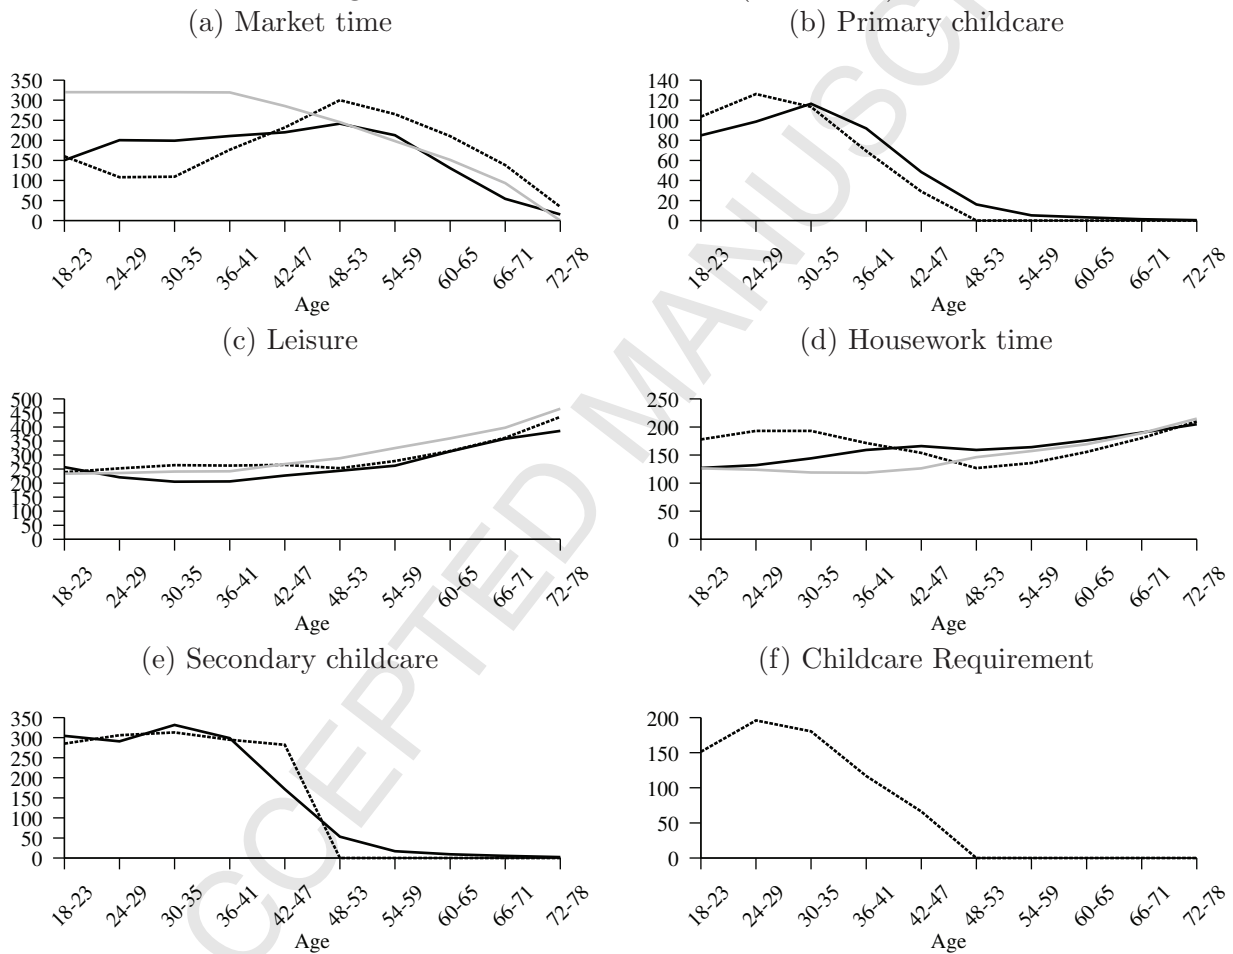 (a) Market time
(b) Primary childcare
350
300
250
200
150
100
50
0
18-23 24-29 30-35 36-41 42-47 48-53 54-59 60-65 66-71 72-78
Age
140
120
100
80
60
40
20
0
18-23 24-29 30-35 36-41 42-47 48-53 54-59 60-65 66-71 72-78
Age
(c) Leisure
(d) Housework time
500
450
400
350
300
250
200
150
100
50
0
18-23 24-29 30-35 36-41 42-47 48-53 54-59 60-65 66-71 72-78
Age
250
200
150
100
50
0
18-23 24-29 30-35 36-41 42-47 48-53 54-59 60-65 66-71 72-78
Age
(e) Secondary childcare
(f) Childcare Requirement
350
300
250
200
150
100
50
0
18-23 24-29 30-35 36-41 42-47 48-53 54-59 60-65 66-71 72-78
Age
200
150
100
50
0
18-23 24-29 30-35 36-41 42-47 48-53 54-59 60-65 66-71 72-78
Age
CCEPTED MANUSC